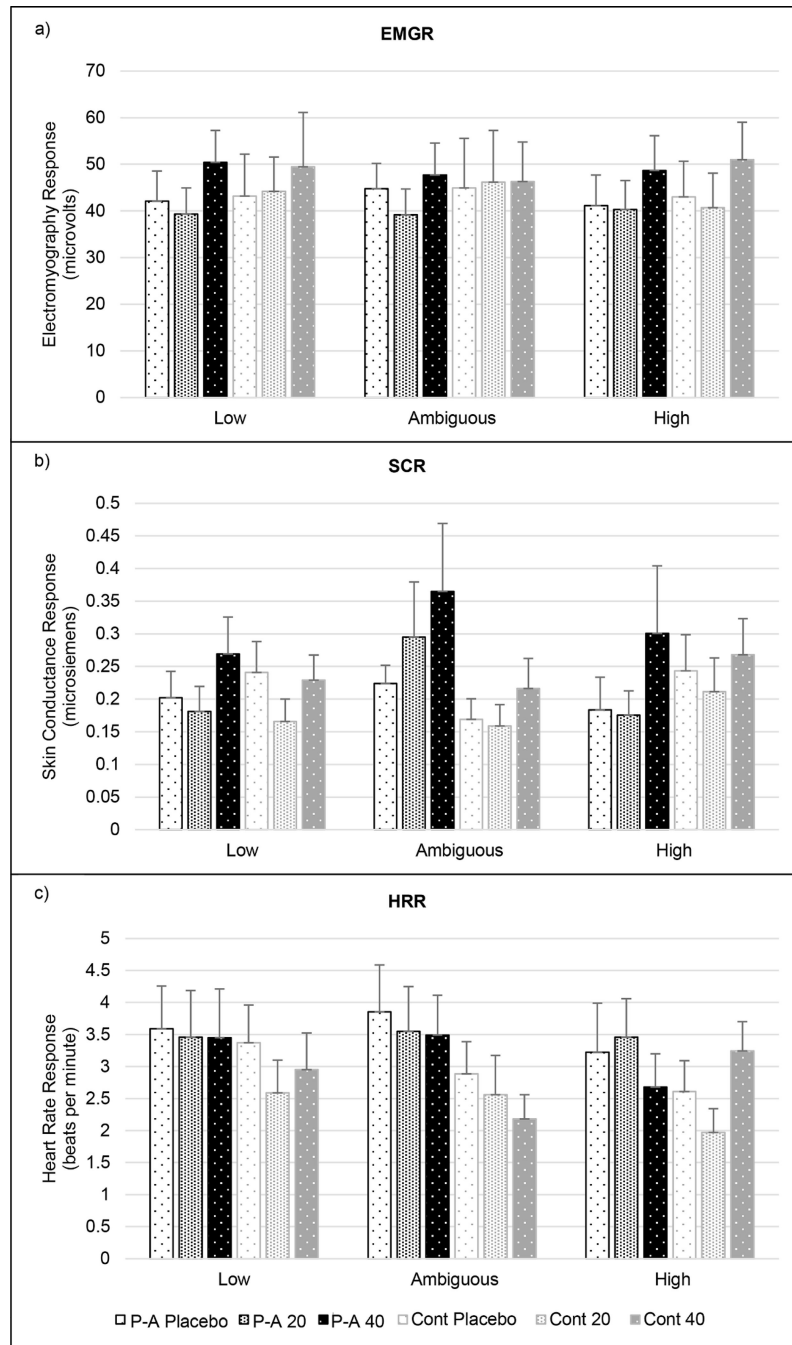 a)
EMGR
Electromyography Response
(microvolts)
70
60
50
40
30
20
10
0
Low Ambiguous High
b)
SCR
Skin Conductance Response
(microsiemens)
0.5
0.45
0.4
0.35
0.3
0.25
0.2
0.15
0.1
0.05
0
Low Ambiguous High
c)
HRR
Heart Rate Response
(beats per minute)
5
4.5
4
3.5
3
2.5
2
1.5
1
0.5
0
Low Ambiguous High
P-A Placebo P-A 20 P-A 40 Cont Placebo Cont 20 Cont 40